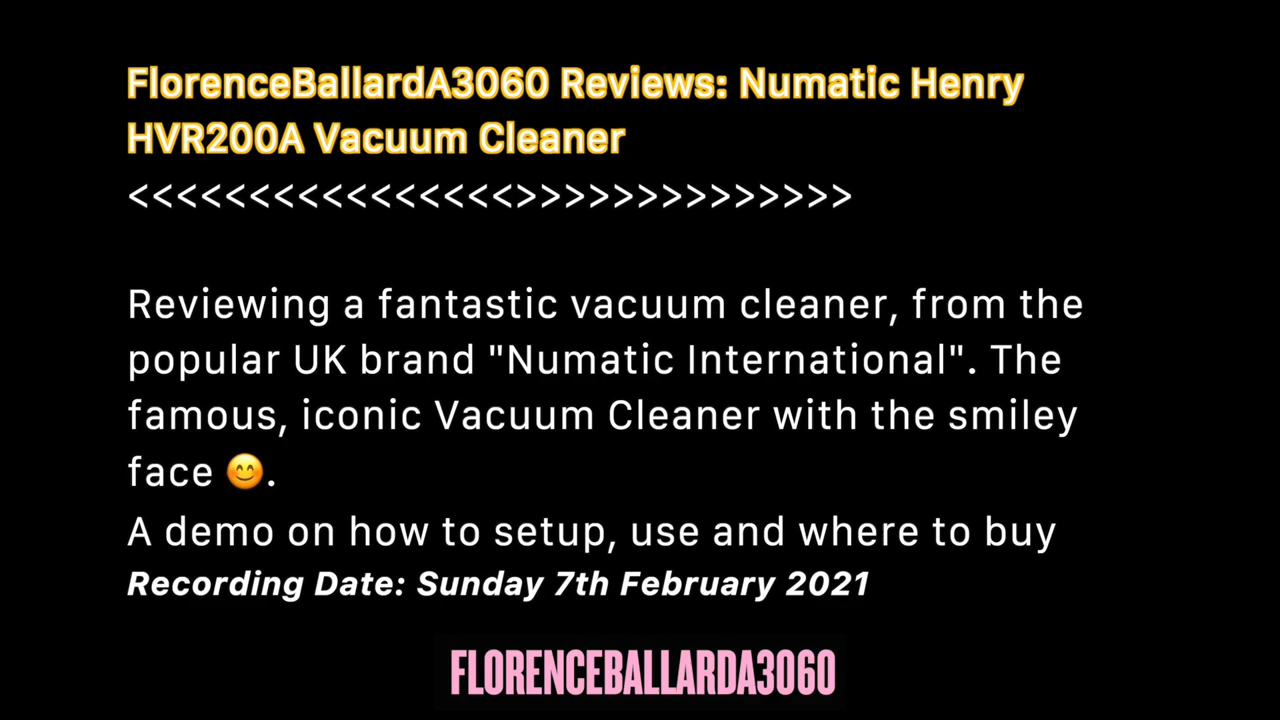 FlorenceBallardA3060 Reviews: Numatic Henry
HVR200A Vacuum Cleaner
<<<<<<<<<<<<<<<<>>>>>>>>>>>>>>
Reviewing a fantastic vacuum cleaner, from the
popular UK brand "Numatic International". The
famous, iconic Vacuum Cleaner with the smiley
face 😊.
A demo on how to setup, use and where to buy
Recording Date: Sunday 7th February 2021
FLORENCEBALLARDA3060